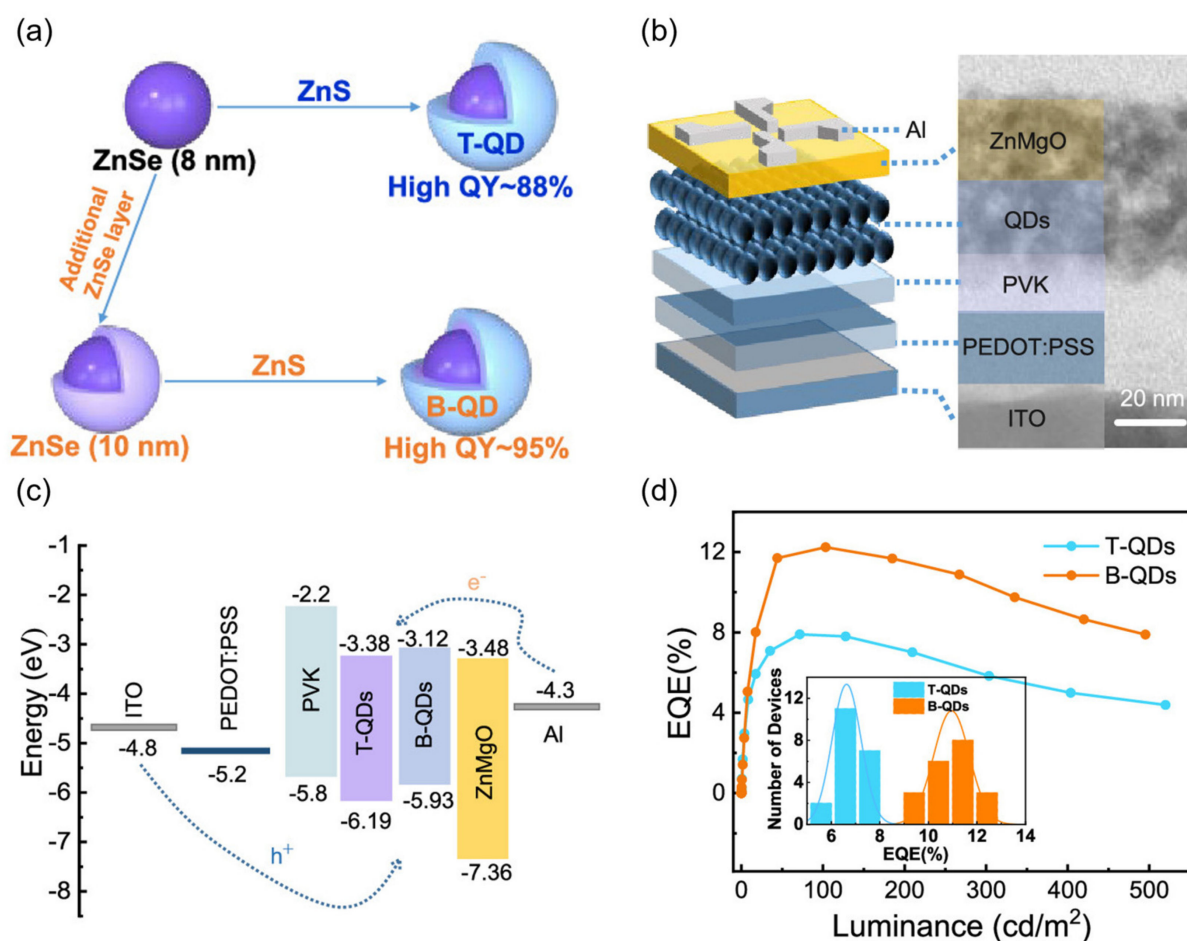 (a)
ZnS
T-QD
ZnSe (8 nm)
High QY~88%
Additional
ZnSe layer
ZnS
B-QD
ZnSe (10 nm)
High QY~95%
(b)
Al
ZnMgO
QDs
PVK
PEDOT:PSS
ITO
20 nm
(c)
Energy (eV)
-1
-2
-3
-4
-5
-6
-7
-8
ITO
-4.8
PEDOT:PSS
-5.2
-2.2
PVK
-5.8
-3.38
T-QDs
-6.19
-3.12
B-QDs
-5.93
-3.48
ZnMgO
-7.36
-4.3
Al
e⁻
h⁺
(d)
EQE(%)
12
8
4
0
T-QDs
B-QDs
Number of Devices
12
9
6
3
0
T-QDs
B-QDs
6 8 10 12 14
EQE(%)
0 100 200 300 400 500
Luminance (cd/m²)